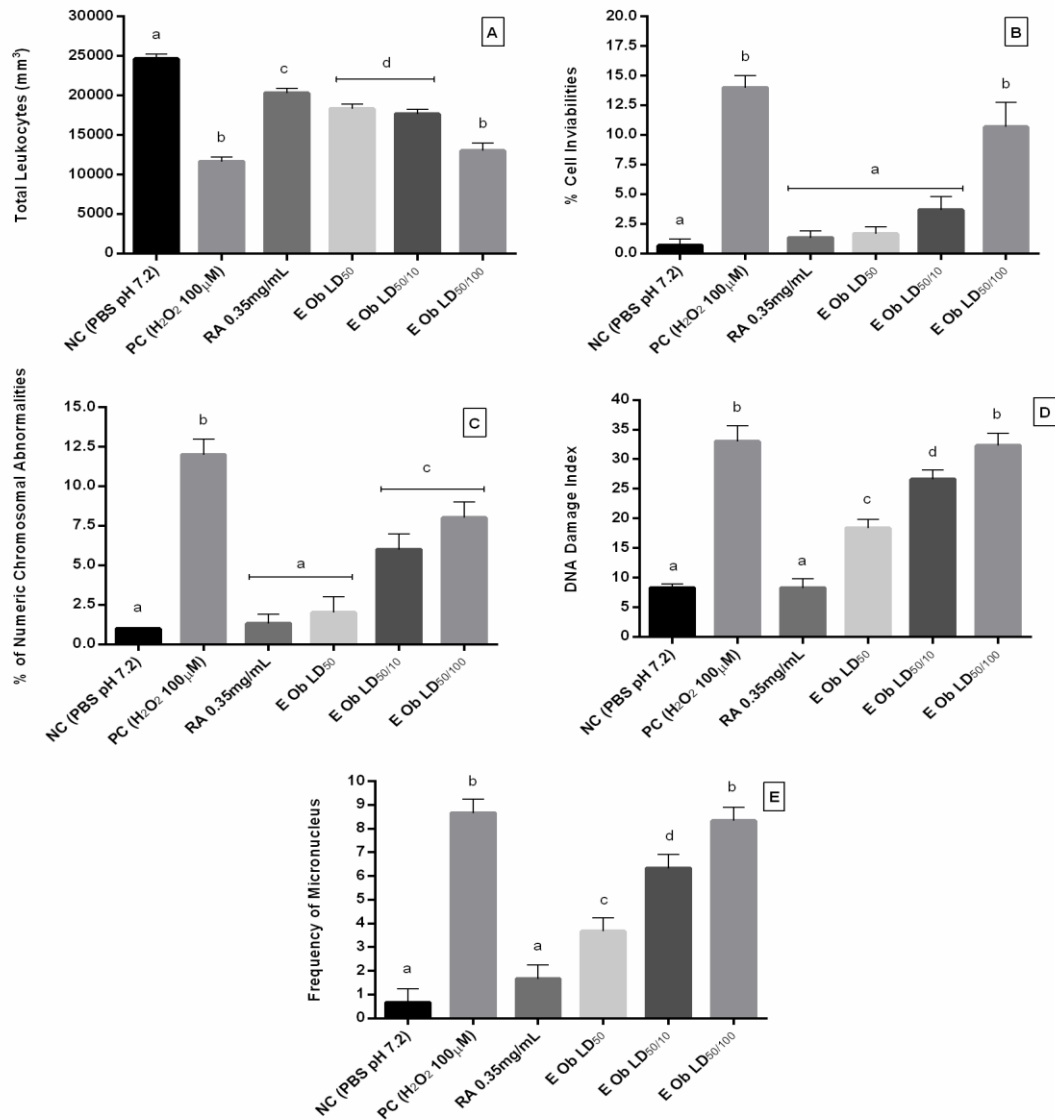 A
Total Leukocytes (mm³)
30000
25000
20000
15000
10000
5000
0
a
b
c
d
b
NC (PBS pH 7.2)
PC (H₂O₂ 100µM)
RA 0.35mg/mL
E Ob LD₅₀
E Ob LD₅₀/₁₀
E Ob LD₅₀/₁₀₀
B
% Cell Inviabilities
20.0
17.5
15.0
12.5
10.0
7.5
5.0
2.5
0.0
a
b
a
b
NC (PBS pH 7.2)
PC (H₂O₂ 100µM)
RA 0.35mg/mL
E Ob LD₅₀
E Ob LD₅₀/₁₀
E Ob LD₅₀/₁₀₀
C
% of Numeric Chromosomal Abnormalities
15.0
12.5
10.0
7.5
5.0
2.5
0.0
a
b
a
c
NC (PBS pH 7.2)
PC (H₂O₂ 100µM)
RA 0.35mg/mL
E Ob LD₅₀
E Ob LD₅₀/₁₀
E Ob LD₅₀/₁₀₀
D
DNA Damage Index
40
35
30
25
20
15
10
5
0
a
b
a
c
d
b
NC (PBS pH 7.2)
PC (H₂O₂ 100µM)
RA 0.35mg/mL
E Ob LD₅₀
E Ob LD₅₀/₁₀
E Ob LD₅₀/₁₀₀
E
Frequency of Micronucleus
10
9
8
7
6
5
4
3
2
1
0
a
b
a
c
d
b
NC (PBS pH 7.2)
PC (H₂O₂ 100µM)
RA 0.35mg/mL
E Ob LD₅₀
E Ob LD₅₀/₁₀
E Ob LD₅₀/₁₀₀